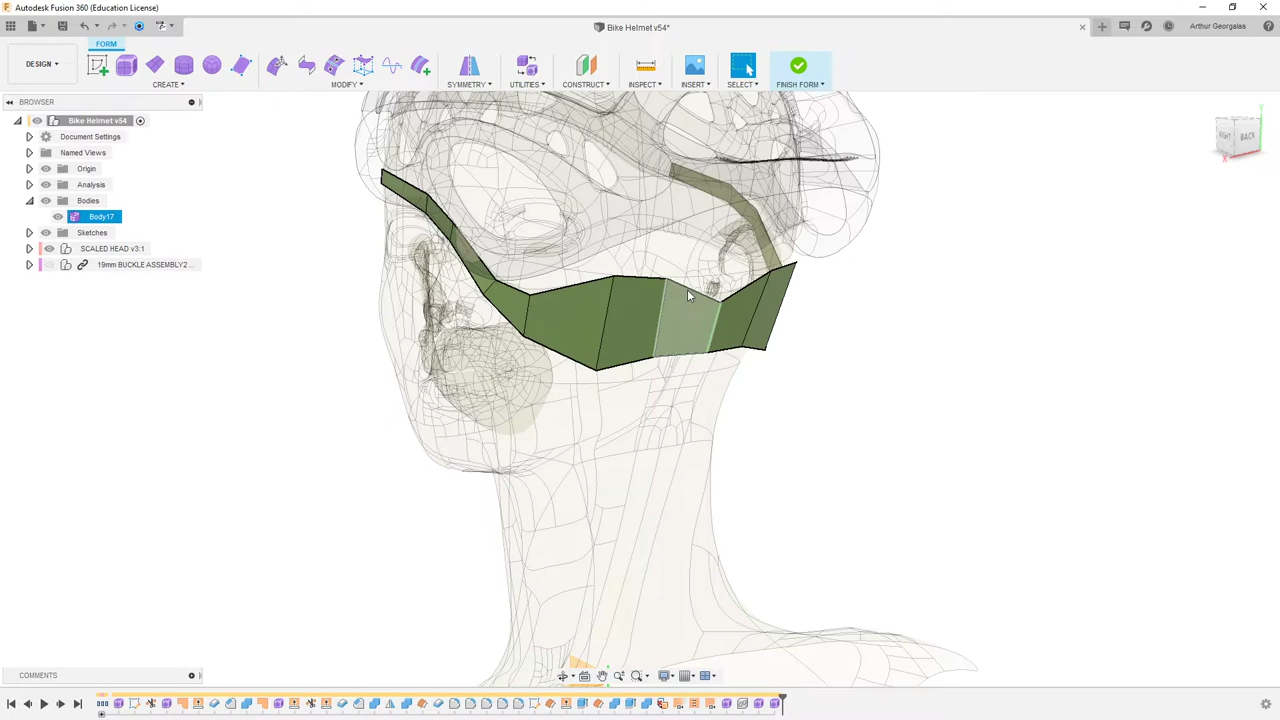 Autodesk Fusion 360 (Education License)
Bike Helmet v54*
Arthur Georgalas
FORM
DESIGN
CREATE
MODIFY
SYMMETRY
UTILITIES
CONSTRUCT
INSPECT
INSERT
SELECT
FINISH FORM
BROWSER
Bike Helmet v54
Document Settings
Named Views
Origin
Analysis
Bodies
Body17
Sketches
SCALED HEAD v3:1
19mm BUCKLE ASSEMBLY2 ...
RIGHT
BACK
X
Y
COMMENTS